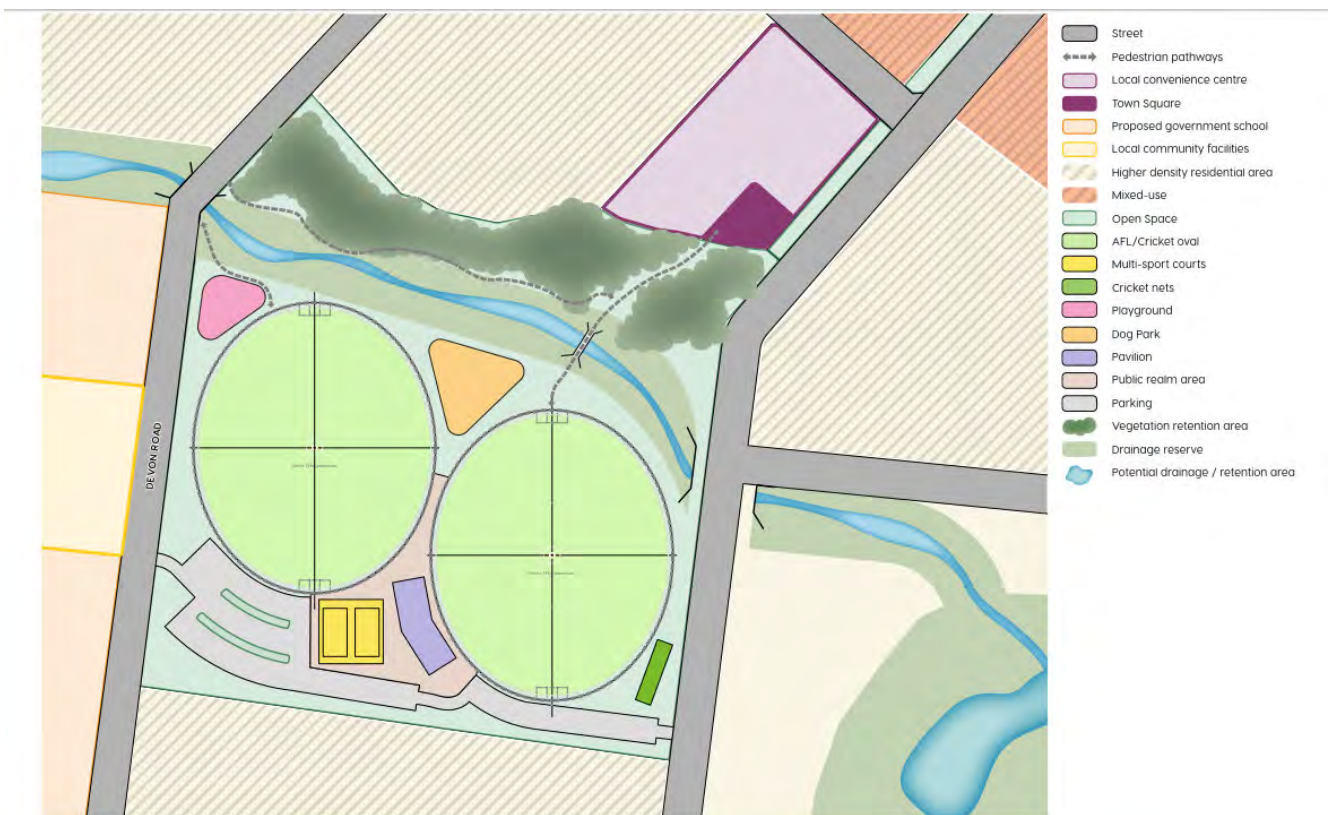 Street
Pedestrian pathways
Local convenience centre
Town Square
Proposed government school
Local community facilities
Higher density residential area
Mixed-use
Open Space
AFL/Cricket oval
Multi-sport courts
Cricket nets
Playground
Dog Park
Pavilion
Public realm area
Parking
Vegetation retention area
Drainage reserve
Potential drainage / retention area
DEVON ROAD